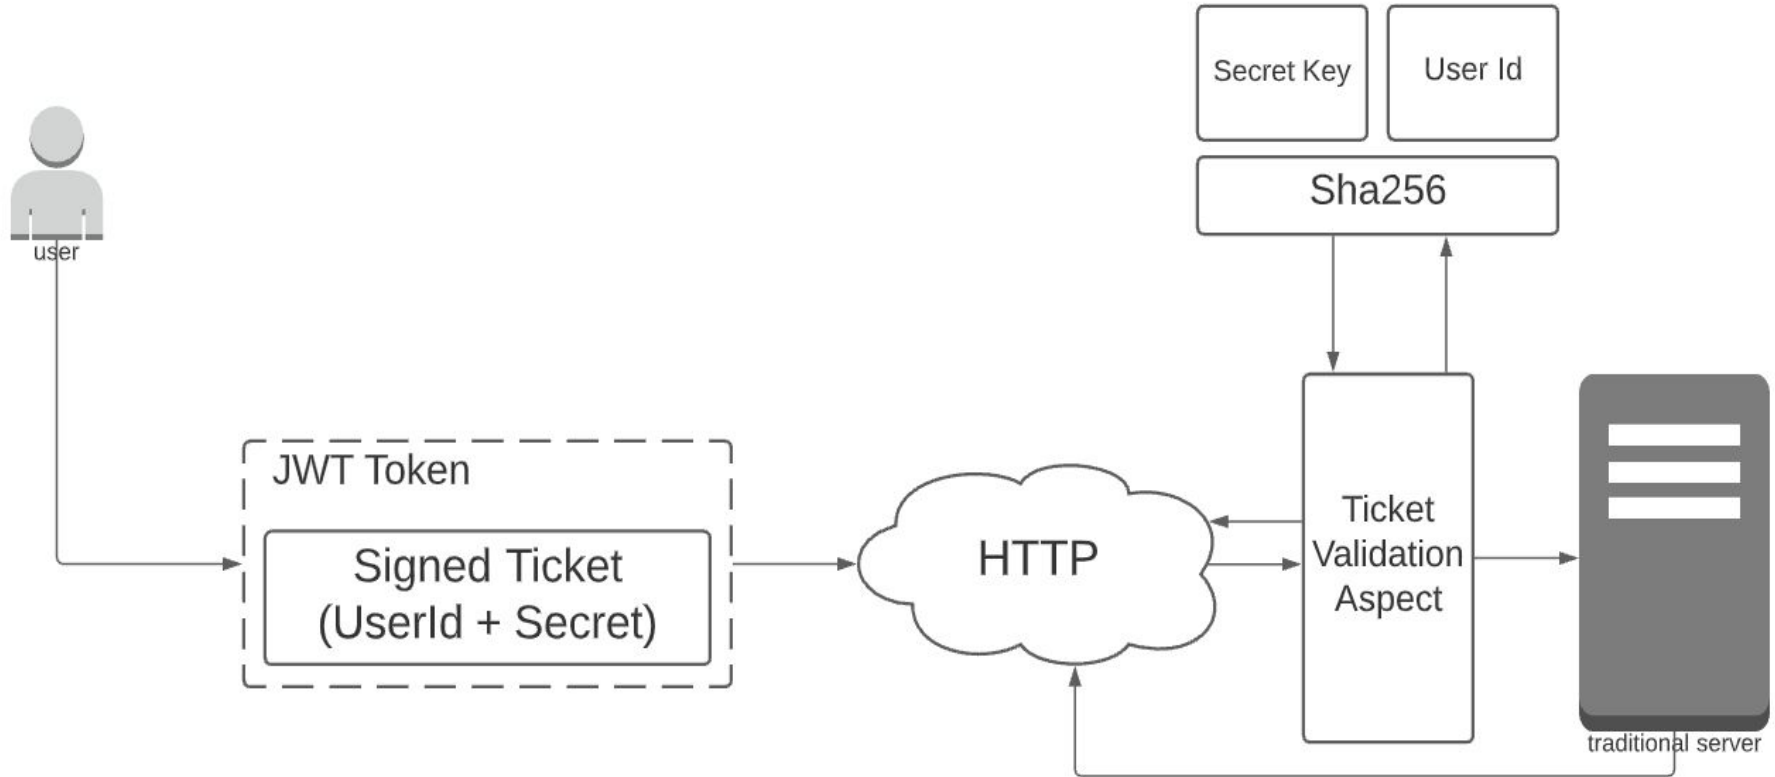 Secret Key
User Id
Sha256
user
JWT Token
Signed Ticket
(UserId + Secret)
HTTP
Ticket
Validation
Aspect
traditional server